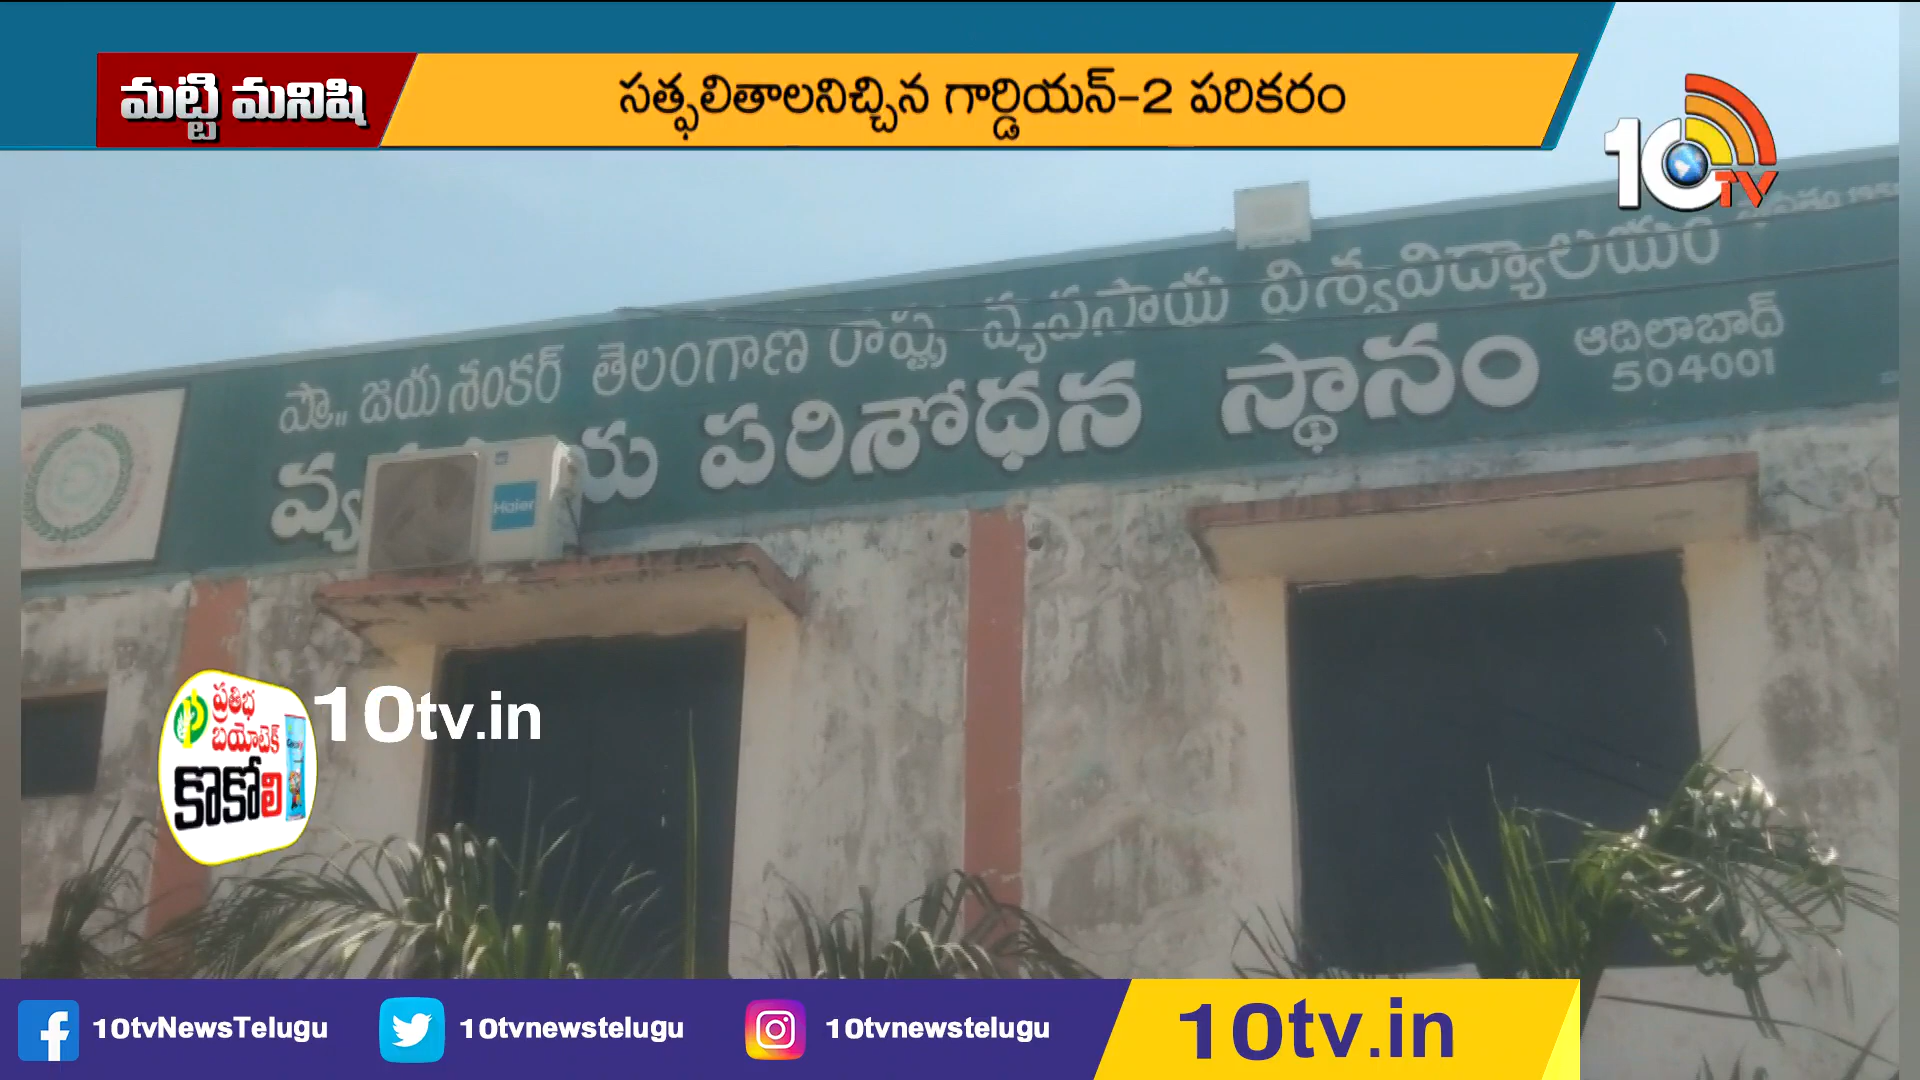 మట్టి మనిషి
సత్ఫలితాలనిచ్చిన గార్డియన్-2 పరికరం
10TV
ప్రొ.. జయశంకర్ తెలంగాణ రాష్ట్ర వ్యవసాయ విశ్వవిద్యాలయం
పరిశోధన స్థానం
ఆదిలాబాద్
504001
Haier
ప్రతిభ
బయోటెక్
కొకోలి
10tv.in
10tvNewsTelugu
10tvnewstelugu
10tvnewstelugu
10tv.in